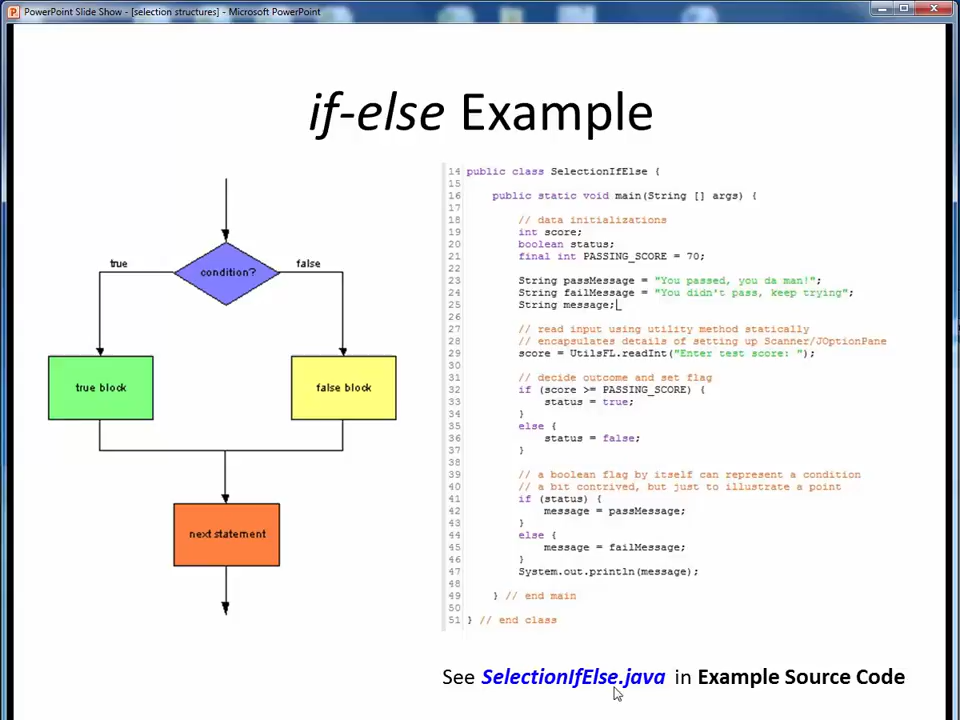 PowerPoint Slide Show - [selection structures] - Microsoft PowerPoint
if-else Example
true
condition?
false
true block
false block
next statement
14 public class SelectionIfElse {
15
16 public static void main(String [] args) {
17
18 // data initializations
19 int score;
20 boolean status;
21 final int PASSING_SCORE = 70;
22
23 String passMessage = "You passed, you da man!";
24 String failMessage = "You didn't pass, keep trying";
25 String message;
26
27 // read input using utility method statically
28 // encapsulates details of setting up Scanner/JOptionPane
29 score = UtilsFL.readInt("Enter test score: ");
30
31 // decide outcome and set flag
32 if (score >= PASSING_SCORE) {
33 status = true;
34 }
35 else {
36 status = false;
37 }
38
39 // a boolean flag by itself can represent a condition
40 // a bit contrived, but just to illustrate a point
41 if (status) {
42 message = passMessage;
43 }
44 else {
45 message = failMessage;
46 }
47 System.out.println(message);
48
49 } // end main
50
51 } // end class
See SelectionIfElse.java in Example Source Code